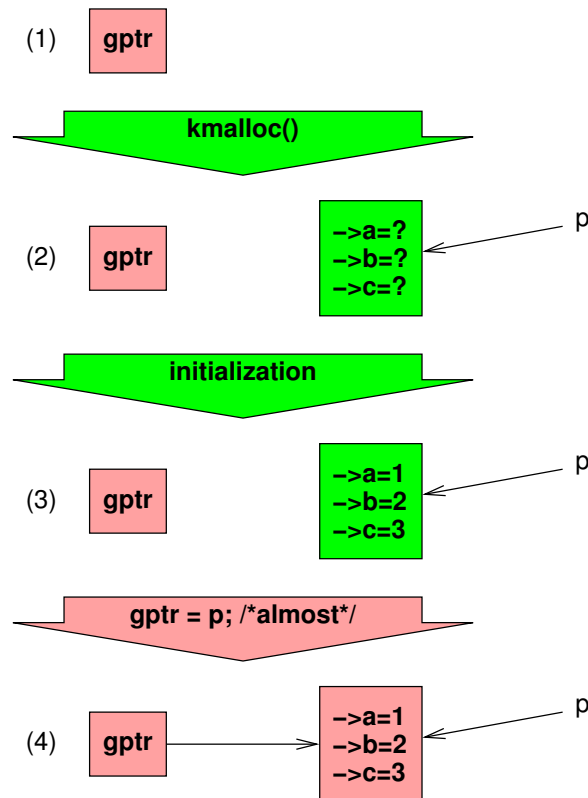 (1) gptr
kmalloc()
(2) gptr
−>a=?
−>b=?
−>c=?
p
initialization
(3) gptr
−>a=1
−>b=2
−>c=3
p
gptr = p; /*almost*/
(4) gptr
−>a=1
−>b=2
−>c=3
p